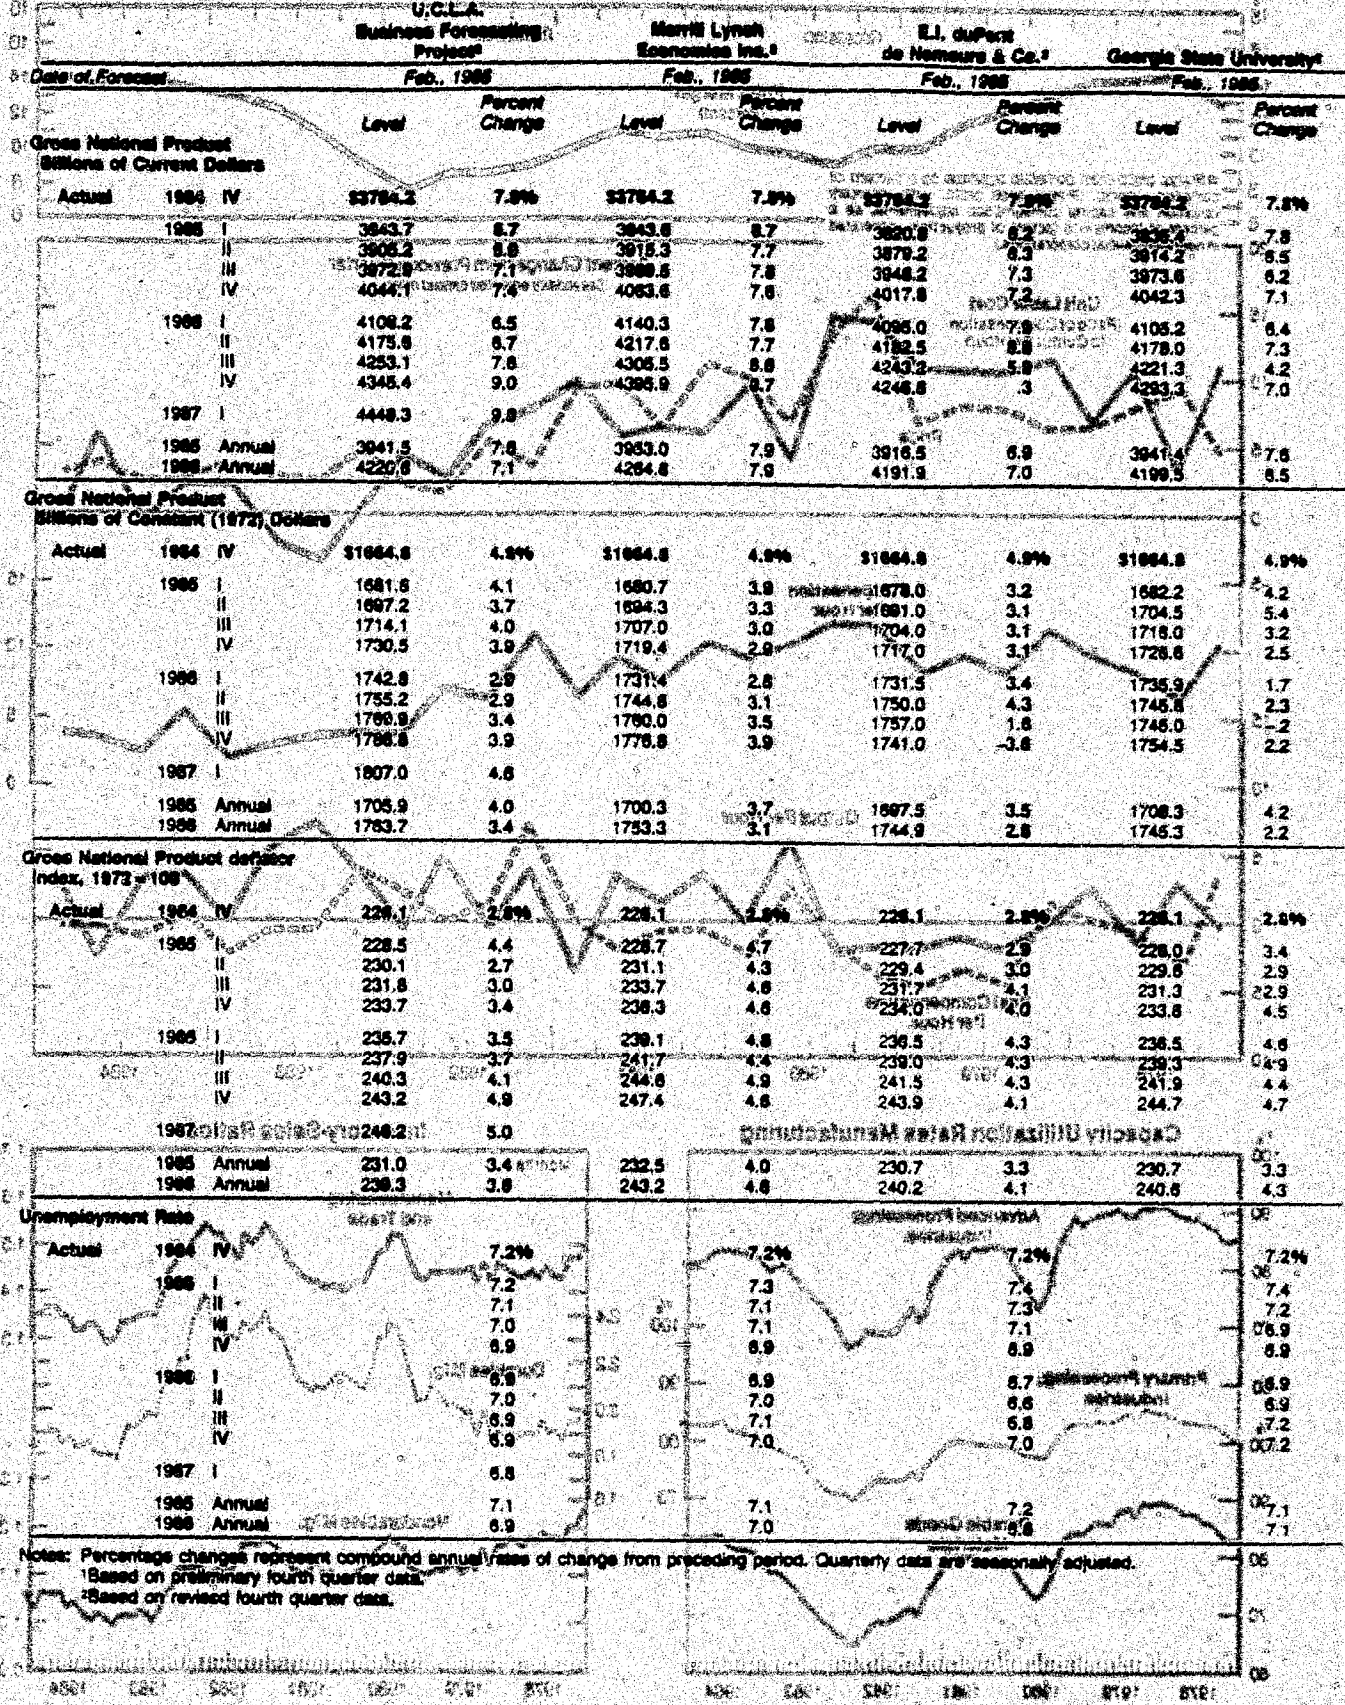 U.C.L.A. Business Forecasting Project² Merrill Lynch Economics Inc.² E.I. duPont de Nemours & Co.² Georgia State University²
Date of Forecast Feb., 1985 Feb., 1985 Feb., 1985 Feb., 1985
Level Percent Change Level Percent Change Level Percent Change Level Percent Change
Gross National Product
Billions of Current Dollars
Actual 1984 IV $3764.2 7.8% $3764.2 7.8% $3764.2 7.8% $3764.2 7.8%
1985 I 3843.7 8.7 3843.6 8.7 6.2 7.8
II 3915.3 7.7 3879.2 6.3 3914.2 6.5
III 3972.9 7.1 7.8 3948.2 7.3 3973.6 6.2
IV 4044.1 7.4 4063.6 7.6 4017.8 7.2 4042.3 7.1
1986 I 4108.2 6.5 4140.3 7.8 4095.0 7.9 4105.2 6.4
II 4175.6 6.7 4217.6 7.7 4182.5 4178.0 7.3
III 4253.1 7.6 4305.5 8.6 4243.2 5.9 4221.3 4.2
IV 4345.4 9.0 4395.9 8.7 4246.8 .3 4293.3 7.0
1987 I 4448.3 9.8
1985 Annual 3941.5 7.6 3953.0 7.9 3916.5 6.9 3941.4 7.6
1986 Annual 4220.6 7.1 4264.8 7.9 4191.9 7.0 4199.5 6.5
Gross National Product
Billions of Constant (1972) Dollars
Actual 1984 IV $1664.8 4.9% $1664.8 4.9% $1664.8 4.9% $1664.8 4.9%
1985 I 1681.6 4.1 1680.7 3.9 1678.0 3.2 1682.2 4.2
II 1697.2 3.7 1694.3 3.3 1691.0 3.1 1704.5 5.4
III 1714.1 4.0 1707.0 3.0 1704.0 3.1 1718.0 3.2
IV 1730.5 3.9 1719.4 2.9 1717.0 3.1 1728.6 2.5
1986 I 1742.8 2.9 1731.4 2.8 1731.5 3.4 1735.9 1.7
II 1755.2 2.9 1744.8 3.1 1750.0 4.3 1745.8 2.3
III 1769.9 3.4 1760.0 3.5 1757.0 1.6 1745.0 -.2
IV 1786.8 3.9 1776.8 3.9 1741.0 -3.6 1754.5 2.2
1987 I 1807.0 4.6
1985 Annual 1705.9 4.0 1700.3 3.7 1697.5 3.5 1708.3 4.2
1986 Annual 1763.7 3.4 1753.3 3.1 1744.9 2.8 1745.3 2.2
Gross National Product deflator
Index, 1972 = 100
Actual 1984 IV 226.1 2.8% 226.1 2.8% 226.1 2.8% 226.1 2.8%
1985 I 228.5 4.4 228.7 4.7 227.7 2.9 228.0 3.4
II 230.1 2.7 231.1 4.3 229.4 3.0 229.6 2.9
III 231.8 3.0 233.7 4.6 231.7 4.1 231.3 2.9
IV 233.7 3.4 236.3 4.6 234.0 4.0 233.8 4.5
1986 I 235.7 3.5 239.1 4.8 236.5 4.3 236.5 4.6
II 237.9 3.7 241.7 4.4 239.0 4.3 239.3 4.9
III 240.3 4.1 244.6 4.9 241.5 4.3 241.9 4.4
IV 243.2 4.9 247.4 4.6 243.9 4.1 244.7 4.7
1987 I 246.2 5.0
1985 Annual 231.0 3.4 232.5 4.0 230.7 3.3 230.7 3.3
1986 Annual 239.3 3.6 243.2 4.6 240.2 4.1 240.6 4.3
Unemployment Rate
Actual 1984 IV 7.2% 7.2% 7.2% 7.2%
1985 I 7.2 7.3 7.4 7.4
II 7.1 7.1 7.3 7.2
III 7.0 7.1 7.1 6.9
IV 6.9 6.9 6.9 6.9
1986 I 6.9 6.9 6.7 6.9
II 7.0 7.0 6.6 6.9
III 6.9 7.1 6.8 7.2
IV 6.9 7.0 7.0 7.2
1987 I 6.8
1985 Annual 7.1 7.1 7.2 7.1
1986 Annual 6.9 7.0 6.8 7.1
Notes: Percentage changes represent compound annual rates of change from preceding period. Quarterly data are seasonally adjusted.
¹Based on preliminary fourth quarter data.
²Based on revised fourth quarter data.